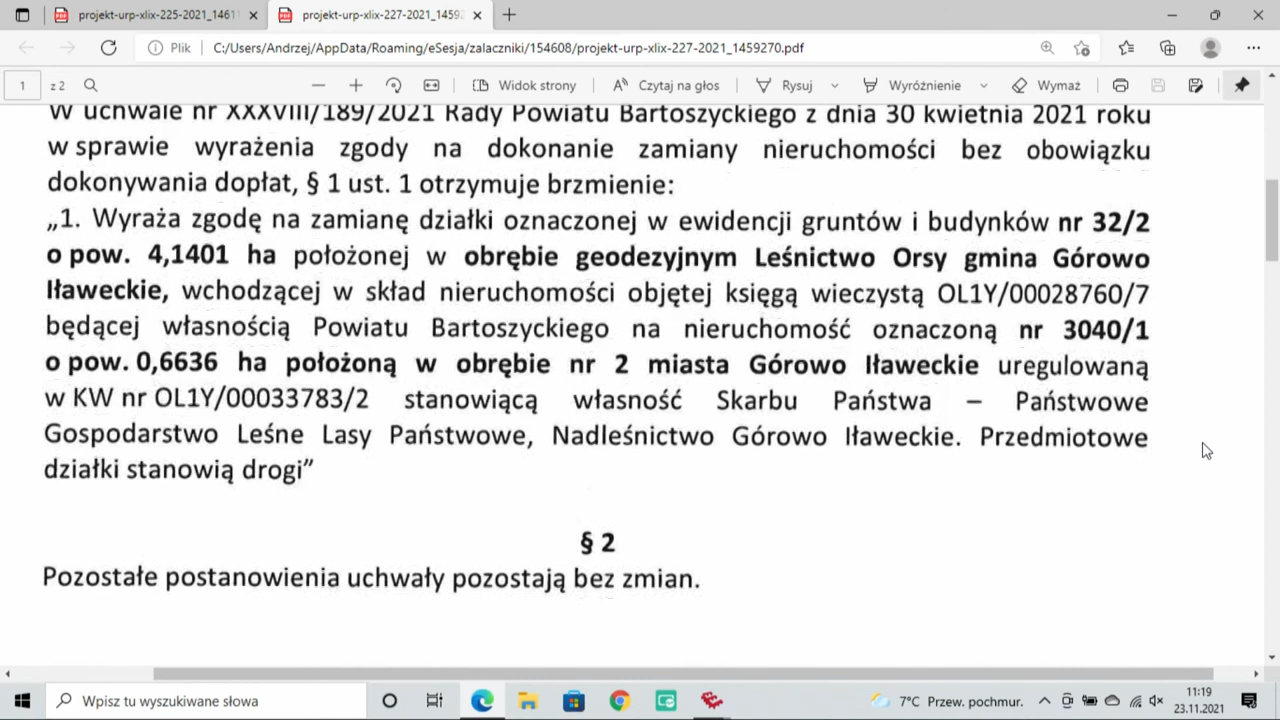 projekt-urp-xlix-225-2021_1461
projekt-urp-xlix-227-2021_1459
Plik
C:/Users/Andrzej/AppData/Roaming/eSesja/zalaczniki/154608/projekt-urp-xlix-227-2021_1459270.pdf
1 z 2 Widok strony Czytaj na głos Rysuj Wyróżnienie Wymaż
W uchwale nr XXXVIII/189/2021 Rady Powiatu Bartoszyckiego z dnia 30 kwietnia 2021 roku
w sprawie wyrażenia zgody na dokonanie zamiany nieruchomości bez obowiązku
dokonywania dopłat, § 1 ust. 1 otrzymuje brzmienie:
„1. Wyraża zgodę na zamianę działki oznaczonej w ewidencji gruntów i budynków nr 32/2
o pow. 4,1401 ha położonej w obrębie geodezyjnym Leśnictwo Orsy gmina Górowo
Iławeckie, wchodzącej w skład nieruchomości objętej księgą wieczystą OL1Y/00028760/7
będącej własnością Powiatu Bartoszyckiego na nieruchomość oznaczoną nr 3040/1
o pow. 0,6636 ha położoną w obrębie nr 2 miasta Górowo Iławeckie uregulowaną
w KW nr OL1Y/00033783/2 stanowiącą własność Skarbu Państwa – Państwowe
Gospodarstwo Leśne Lasy Państwowe, Nadleśnictwo Górowo Iławeckie. Przedmiotowe
działki stanowią drogi”
§ 2
Pozostałe postanowienia uchwały pozostają bez zmian.
Wpisz tu wyszukiwane słowa
7°C Przew. pochmur.
11:19
23.11.2021